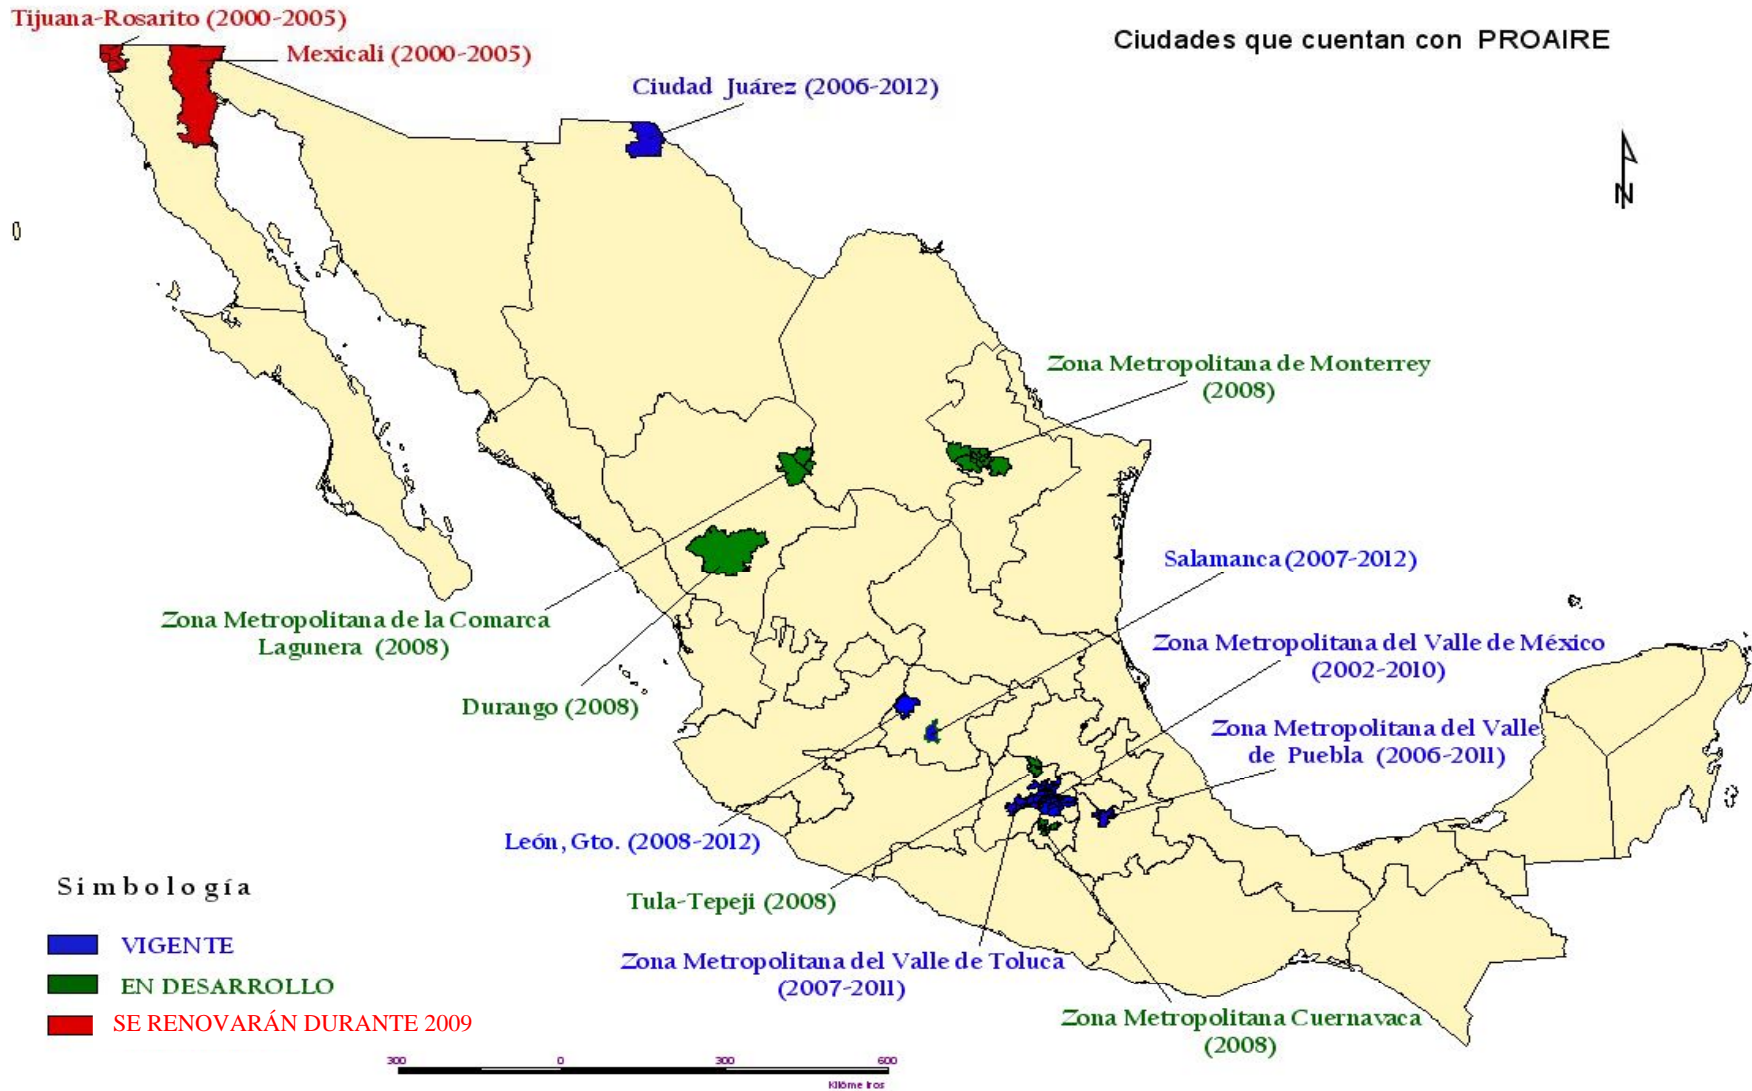 Tijuana-Rosarito (2000-2005)
Ciudades que cuentan con PROAIRE
Mexicali (2000-2005)
Ciudad Juárez (2006-2012)
N
Zona Metropolitana de Monterrey
(2008)
Salamanca (2007-2012)
Zona Metropolitana de la Comarca
Lagunera (2008)
Zona Metropolitana del Valle de México
(2002-2010)
Durango (2008)
Zona Metropolitana del Valle
de Puebla (2006-2011)
León, Gto. (2008-2012)
Tula-Tepeji (2008)
Zona Metropolitana del Valle de Toluca
(2007-2011)
Zona Metropolitana Cuernavaca
(2008)
Simbología
VIGENTE
EN DESARROLLO
SE RENOVARÁN DURANTE 2009
300 0 300 600
Kilómetros